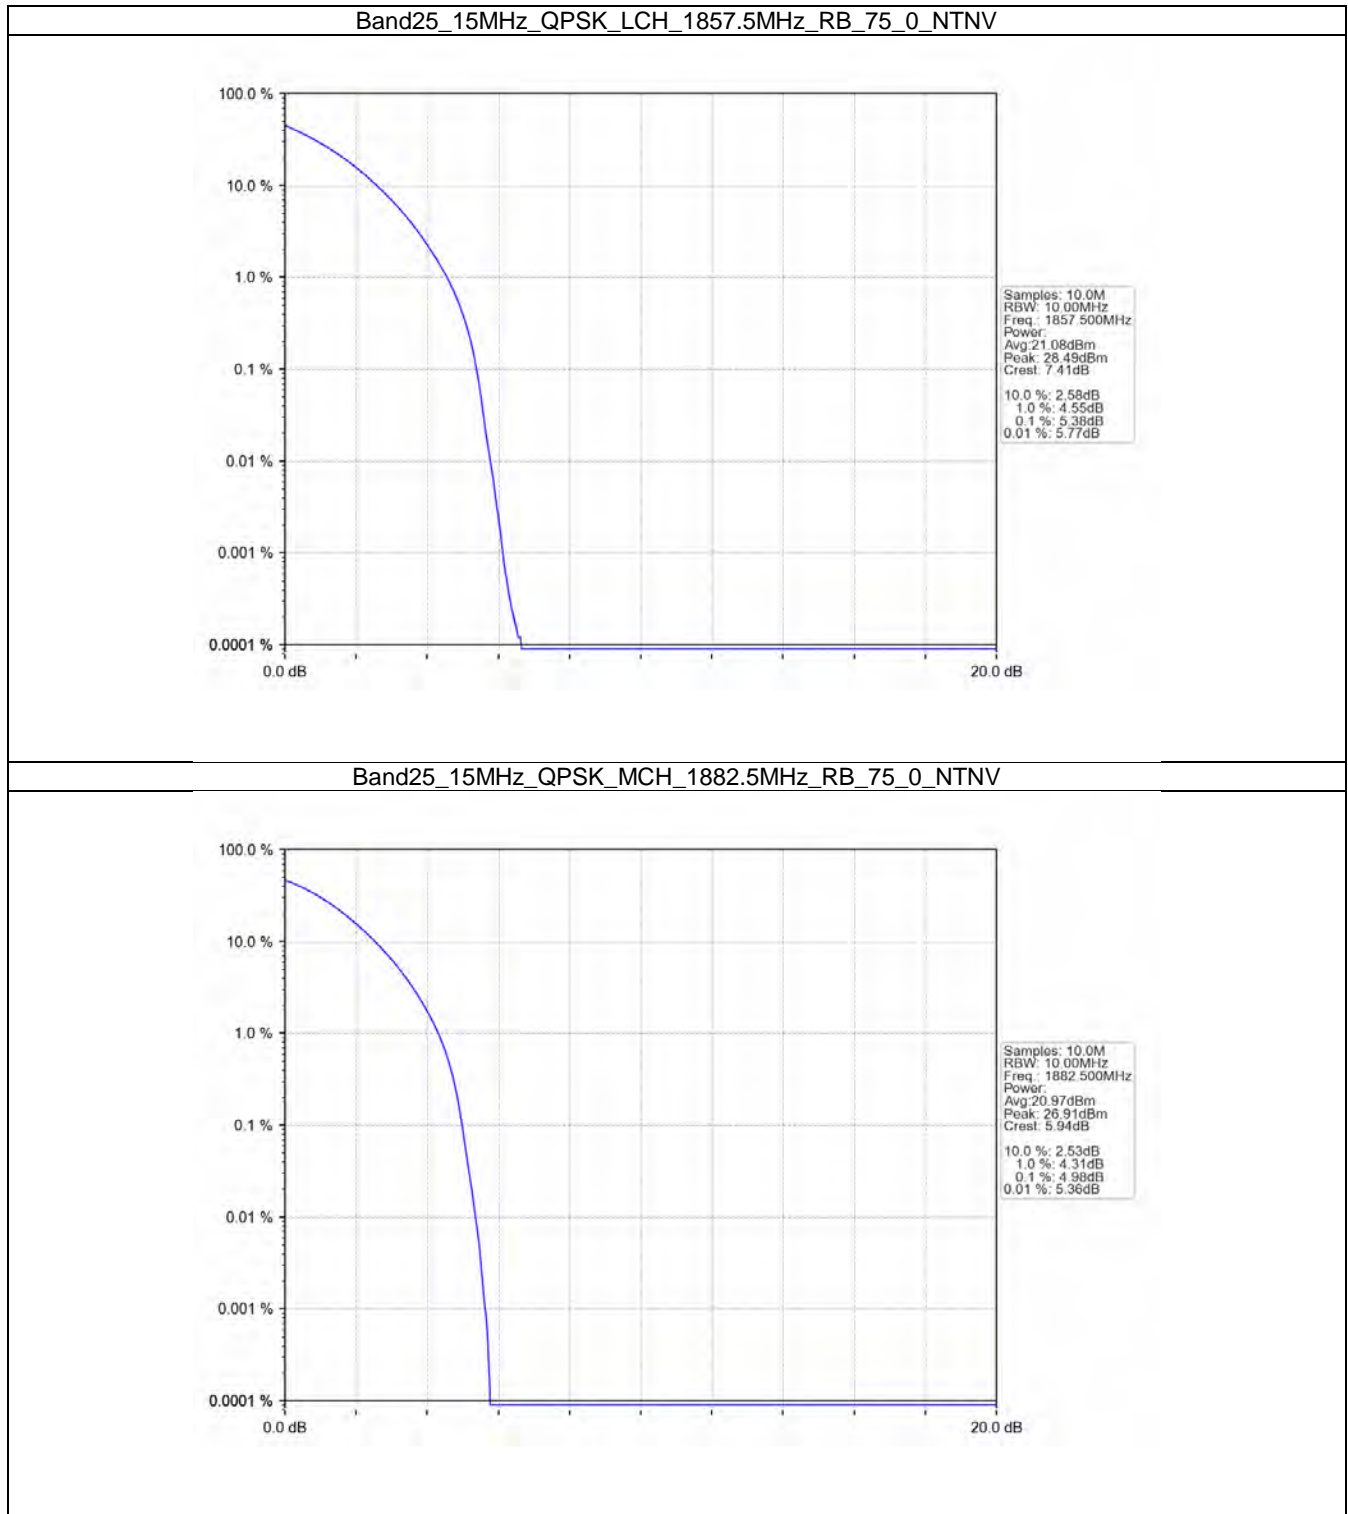 Band25_15MHz_QPSK_LCH_1857.5MHz_RB_75_0_NTNV
100.0 %
10.0 %
1.0 %
0.1 %
0.01 %
0.001 %
0.0001 %
0.0 dB
20.0 dB
Samples: 10.0M
RBW: 10.00MHz
Freq.: 1857.500MHz
Power:
Avg:21.08dBm
Peak: 28.49dBm
Crest: 7.41dB
10.0 %: 2.58dB
1.0 %: 4.55dB
0.1 %: 5.38dB
0.01 %: 5.77dB
Band25_15MHz_QPSK_MCH_1882.5MHz_RB_75_0_NTNV
100.0 %
10.0 %
1.0 %
0.1 %
0.01 %
0.001 %
0.0001 %
0.0 dB
20.0 dB
Samples: 10.0M
RBW: 10.00MHz
Freq.: 1882.500MHz
Power:
Avg:20.97dBm
Peak: 26.91dBm
Crest: 5.94dB
10.0 %: 2.53dB
1.0 %: 4.31dB
0.1 %: 4.98dB
0.01 %: 5.36dB